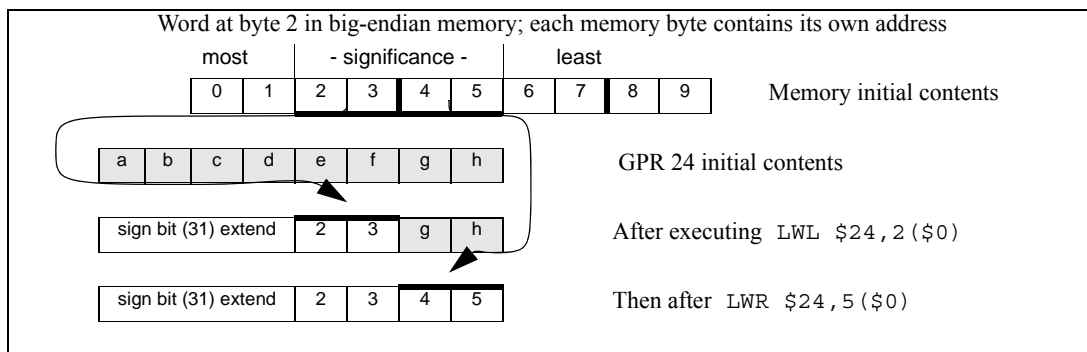 Word at byte 2 in big-endian memory; each memory byte contains its own address
most - significance - least
0 1 2 3 4 5 6 7 8 9 Memory initial contents
a b c d e f g h GPR 24 initial contents
sign bit (31) extend 2 3 g h After executing LWL $24,2($0)
sign bit (31) extend 2 3 4 5 Then after LWR $24,5($0)